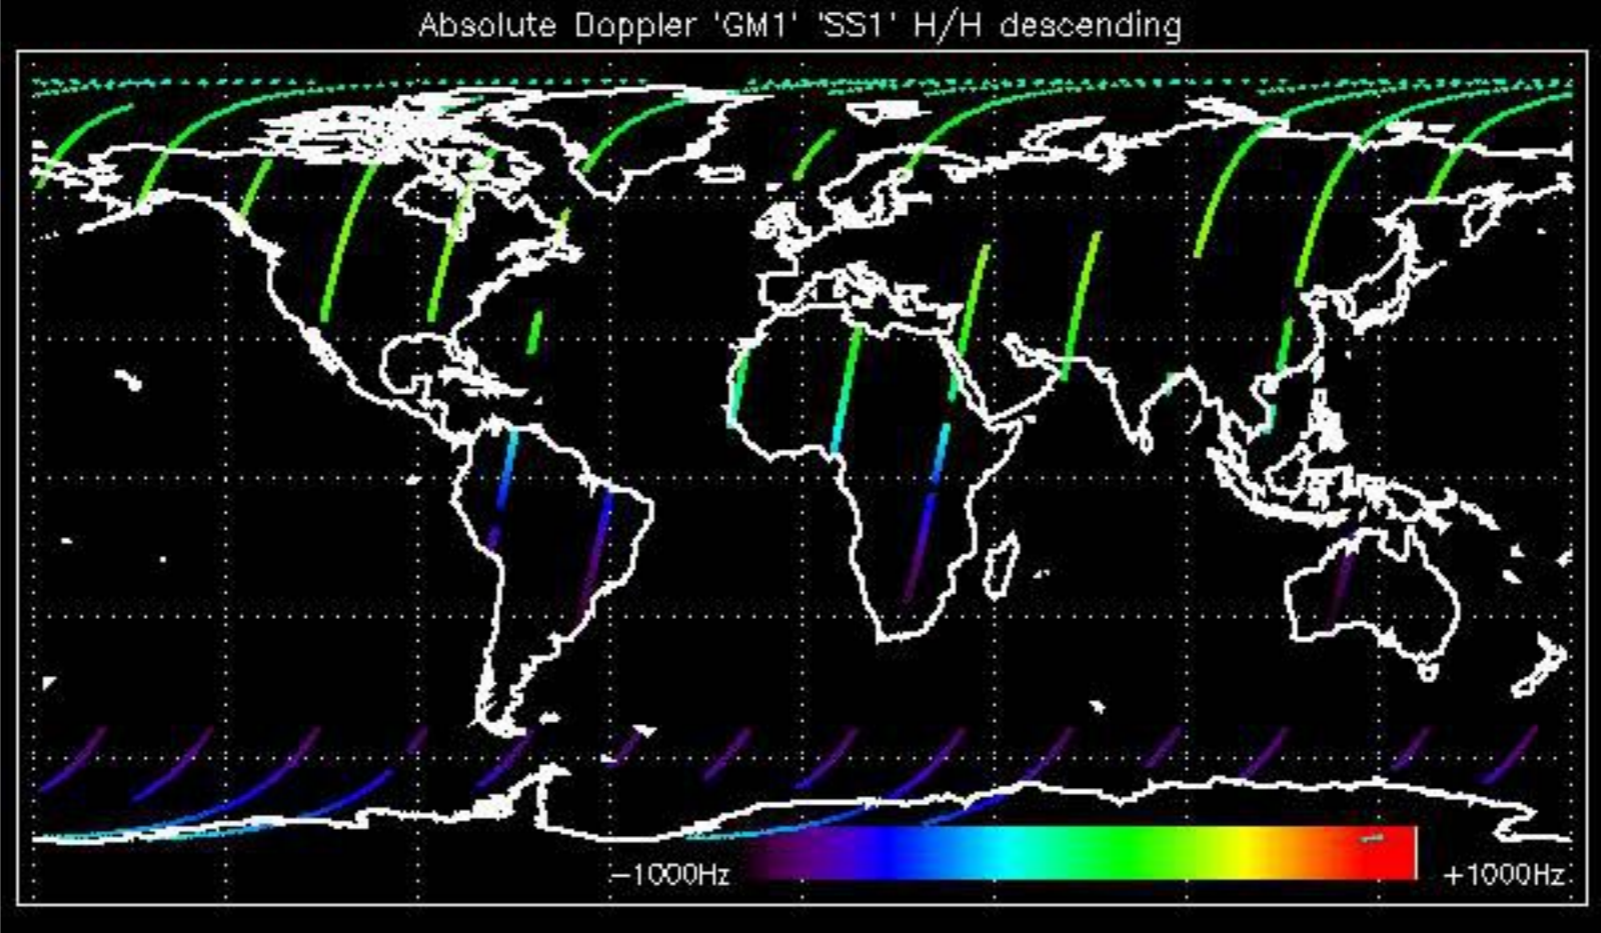 Absolute Doppler 'GM1' 'SS1' H/H descending
−1000Hz +1000Hz